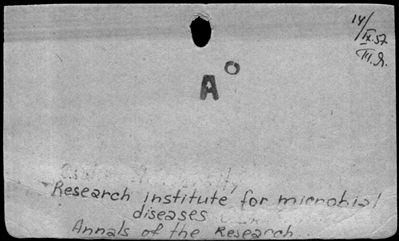 14/
IX.57
A°
Research institute for microbial
diseases
Annals of the Research